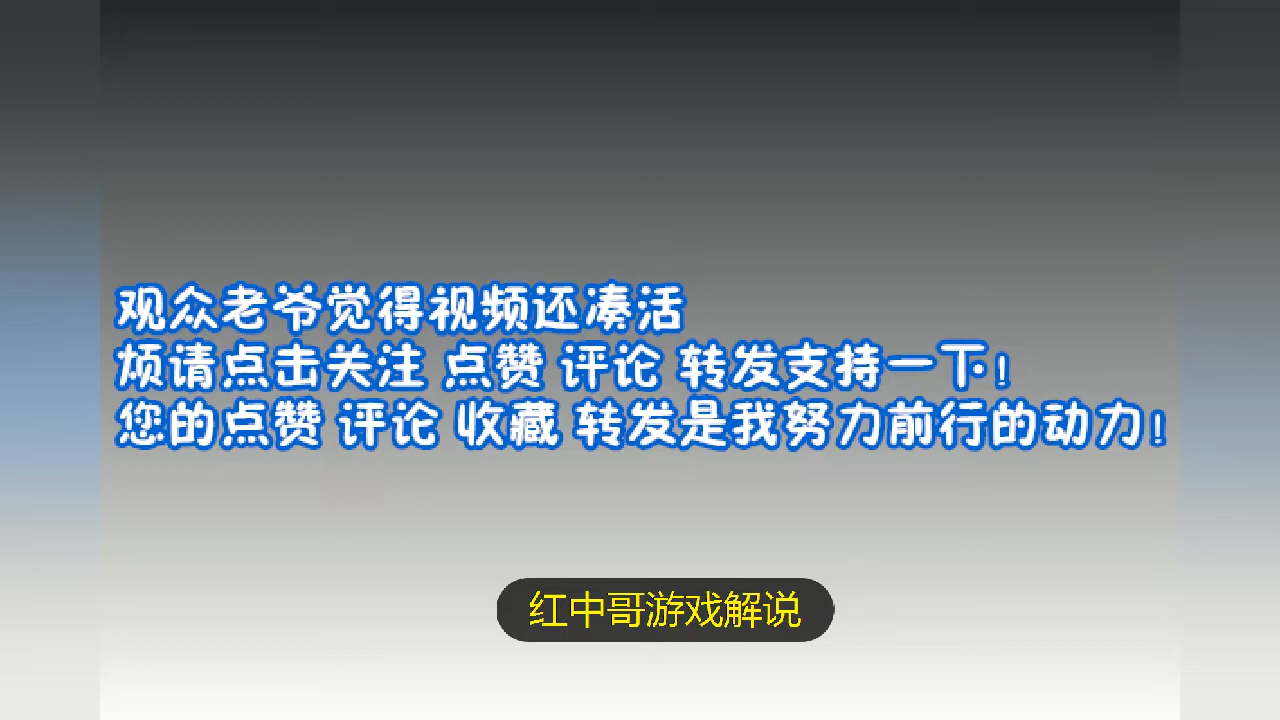 观众老爷觉得视频还凑活
烦请点击关注 点赞 评论 转发支持一下!
您的点赞 评论 收藏 转发是我努力前行的动力!
红中哥游戏解说